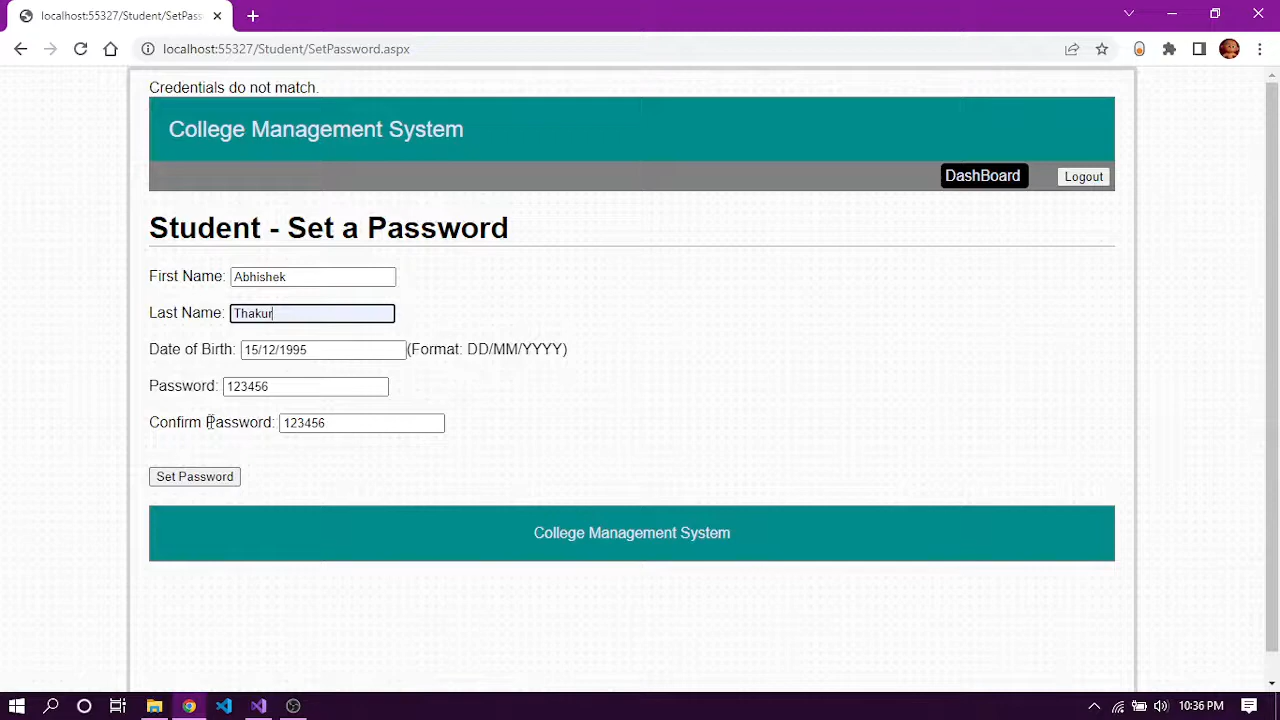 localhost:55327/Student/SetPass
localhost:55327/Student/SetPassword.aspx
Credentials do not match.
College Management System
DashBoard Logout
Student - Set a Password
First Name: Abhishek
Last Name: Thakur
Date of Birth: 15/12/1995 (Format: DD/MM/YYYY)
Password: 123456
Confirm Password: 123456
Set Password
College Management System
10:36 PM